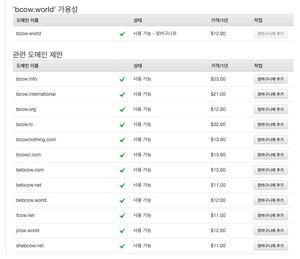 'bcow.world' 가용성
도메인 이름 상태 가격/1년 작업
bcow.world 사용 가능 - 장바구니로 $12.00 장바구니에 추가
관련 도메인 제안
도메인 이름 상태 가격/1년 작업
bcow.info 사용 가능 $23.00 장바구니에 추가
bcow.international 사용 가능 $21.00 장바구니에 추가
bcow.org 사용 가능 $12.00 장바구니에 추가
bcow.tv 사용 가능 $32.00 장바구니에 추가
bcowclothing.com 사용 가능 $13.00 장바구니에 추가
bcowz.com 사용 가능 $13.00 장바구니에 추가
bebcow.com 사용 가능 $13.00 장바구니에 추가
bebcow.net 사용 가능 $11.00 장바구니에 추가
bebcow.world 사용 가능 $12.00 장바구니에 추가
fcow.net 사용 가능 $11.00 장바구니에 추가
jcow.world 사용 가능 $12.00 장바구니에 추가
shebcow.net 사용 가능 $11.00 장바구니에 추가